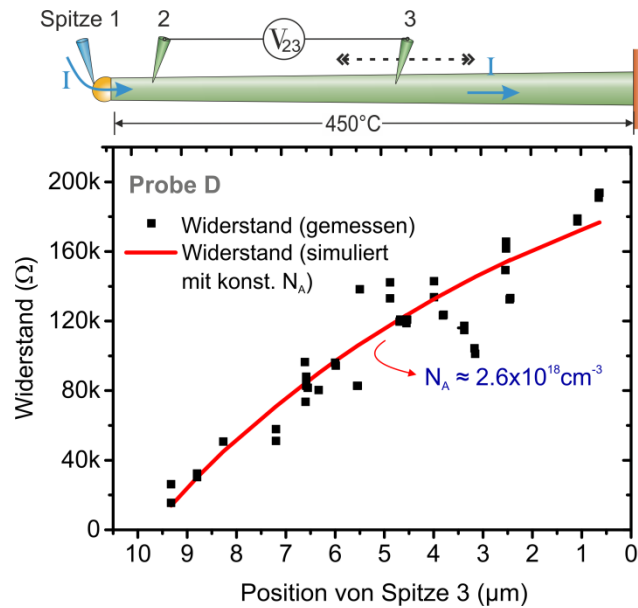 Spitze 1 2 3
V23
I I
450°C
Probe D
Widerstand (gemessen)
Widerstand (simuliert
mit konst. NA)
NA ≈ 2.6x10^18cm^-3
Widerstand (Ω)
200k
160k
120k
80k
40k
0
10 9 8 7 6 5 4 3 2 1 0
Position von Spitze 3 (µm)